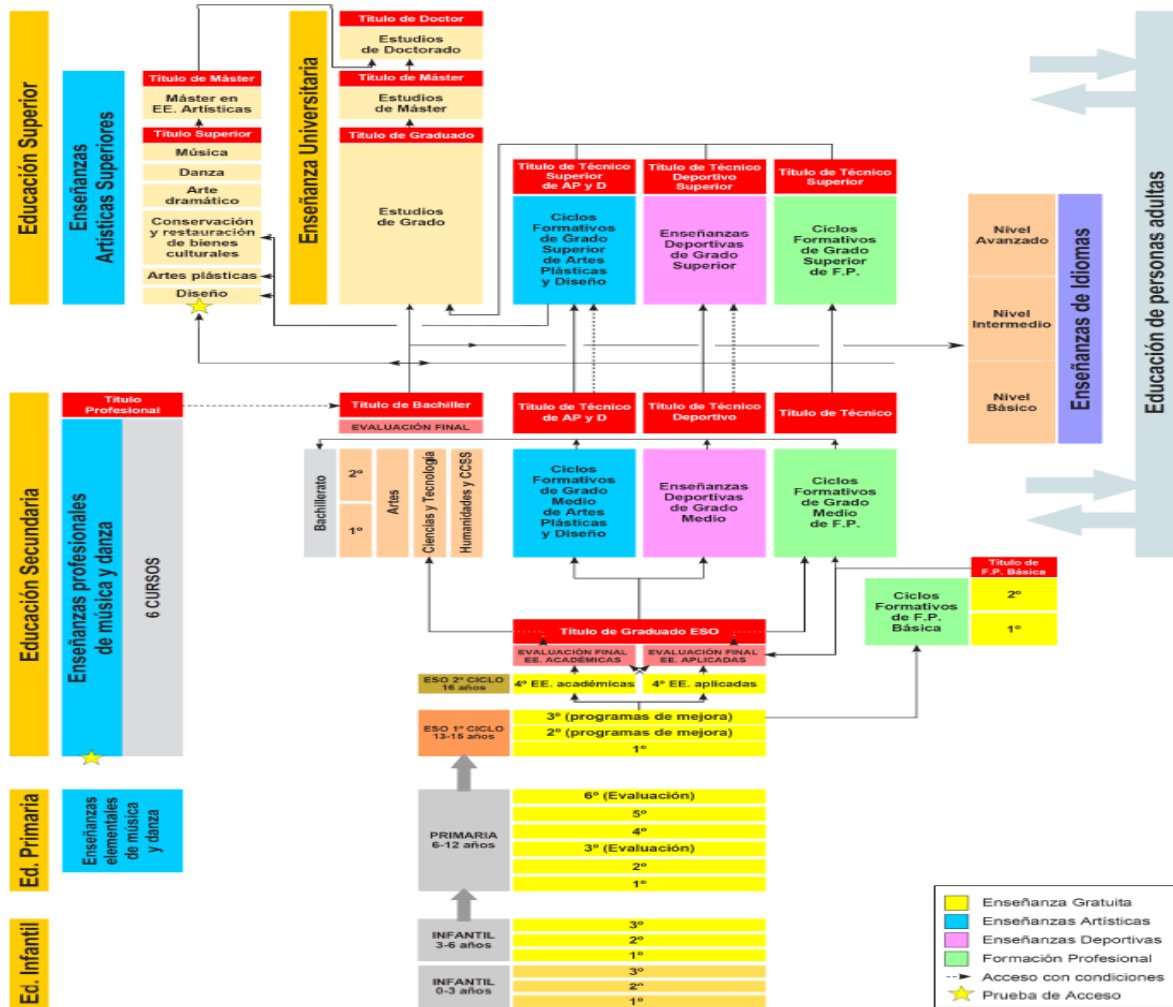 Educación Superior
Enseñanzas
Artísticas Superiores
Título de Máster
Máster en
EE. Artísticas
Título Superior
Música
Danza
Arte
dramático
Conservación
y restauración
de bienes
culturales
Artes plásticas
Diseño
Enseñanza Universitaria
Título de Doctor
Estudios
de Doctorado
Título de Máster
Estudios
de Máster
Título de Graduado
Estudios
de Grado
Título de Técnico
Superior
de AP y D
Ciclos
Formativos
de Grado
Superior
de Artes
Plásticas
y Diseño
Título de Técnico
Deportivo
Superior
Enseñanzas
Deportivas
de Grado
Superior
Título de Técnico
Superior
Ciclos
Formativos
de Grado
Superior
de F.P.
Nivel
Avanzado
Nivel
Intermedio
Nivel
Básico
Enseñanzas de Idiomas
Educación de personas adultas
Educación Secundaria
Título
Profesional
Enseñanzas profesionales
de música y danza
6 CURSOS
Título de Bachiller
EVALUACIÓN FINAL
Bachillerato
2º
1º
Artes
Ciencias y Tecnología
Humanidades y CCSS
Título de Técnico
de AP y D
Ciclos
Formativos
de Grado
Medio
de Artes
Plásticas
y Diseño
Título de Técnico
Deportivo
Enseñanzas
Deportivas
de Grado
Medio
Título de Técnico
Ciclos
Formativos
de Grado
Medio
de F.P.
Título de
F.P. Básica
Ciclos
Formativos
de F.P.
Básica
2º
1º
Título de Graduado ESO
EVALUACIÓN FINAL
EE. ACADÉMICAS
EVALUACIÓN FINAL
EE. APLICADAS
ESO 2º CICLO
16 años
4º EE. académicas
4º EE. aplicadas
ESO 1º CICLO
13-15 años
3º (programas de mejora)
2º (programas de mejora)
1º
Ed. Primaria
Enseñanzas
elementales
de música
y danza
PRIMARIA
6-12 años
6º (Evaluación)
5º
4º
3º (Evaluación)
2º
1º
Ed. Infantil
INFANTIL
3-6 años
3º
2º
1º
INFANTIL
0-3 años
3º
2º
1º
Enseñanza Gratuita
Enseñanzas Artísticas
Enseñanzas Deportivas
Formación Profesional
Acceso con condiciones
Prueba de Acceso